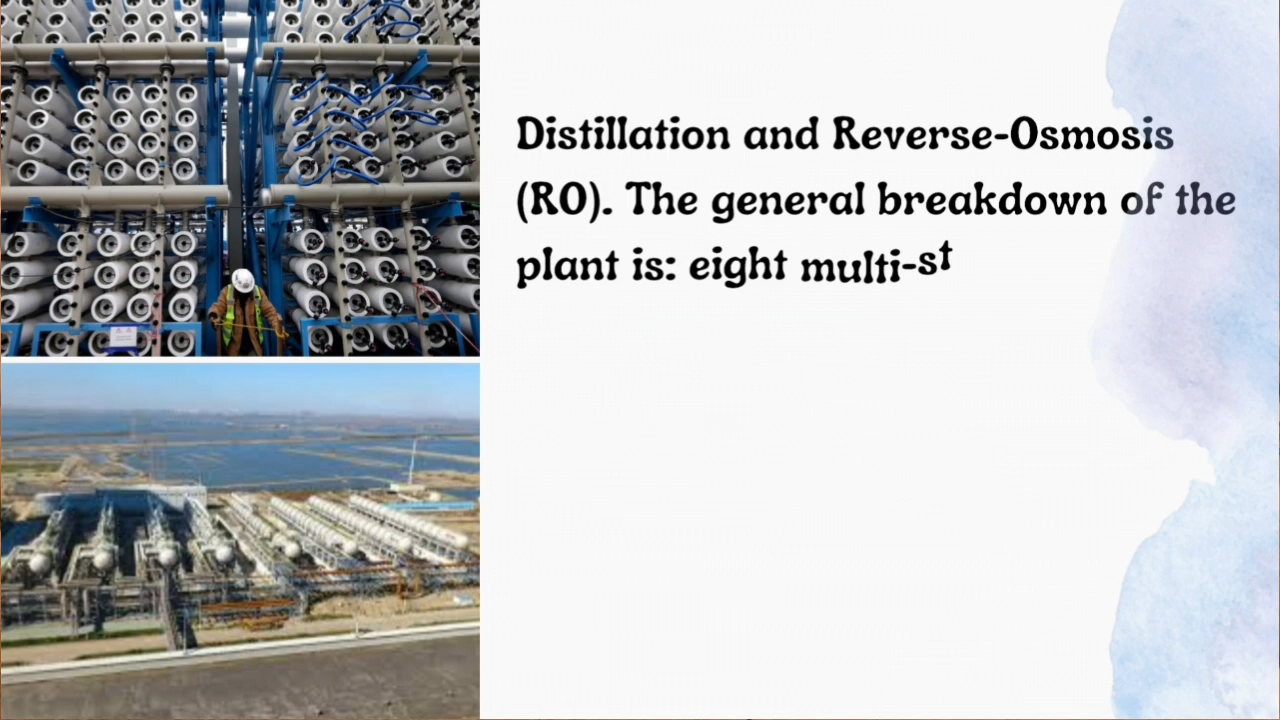 Distillation and Reverse-Osmosis
(RO). The general breakdown of the
plant is: eight multi-st